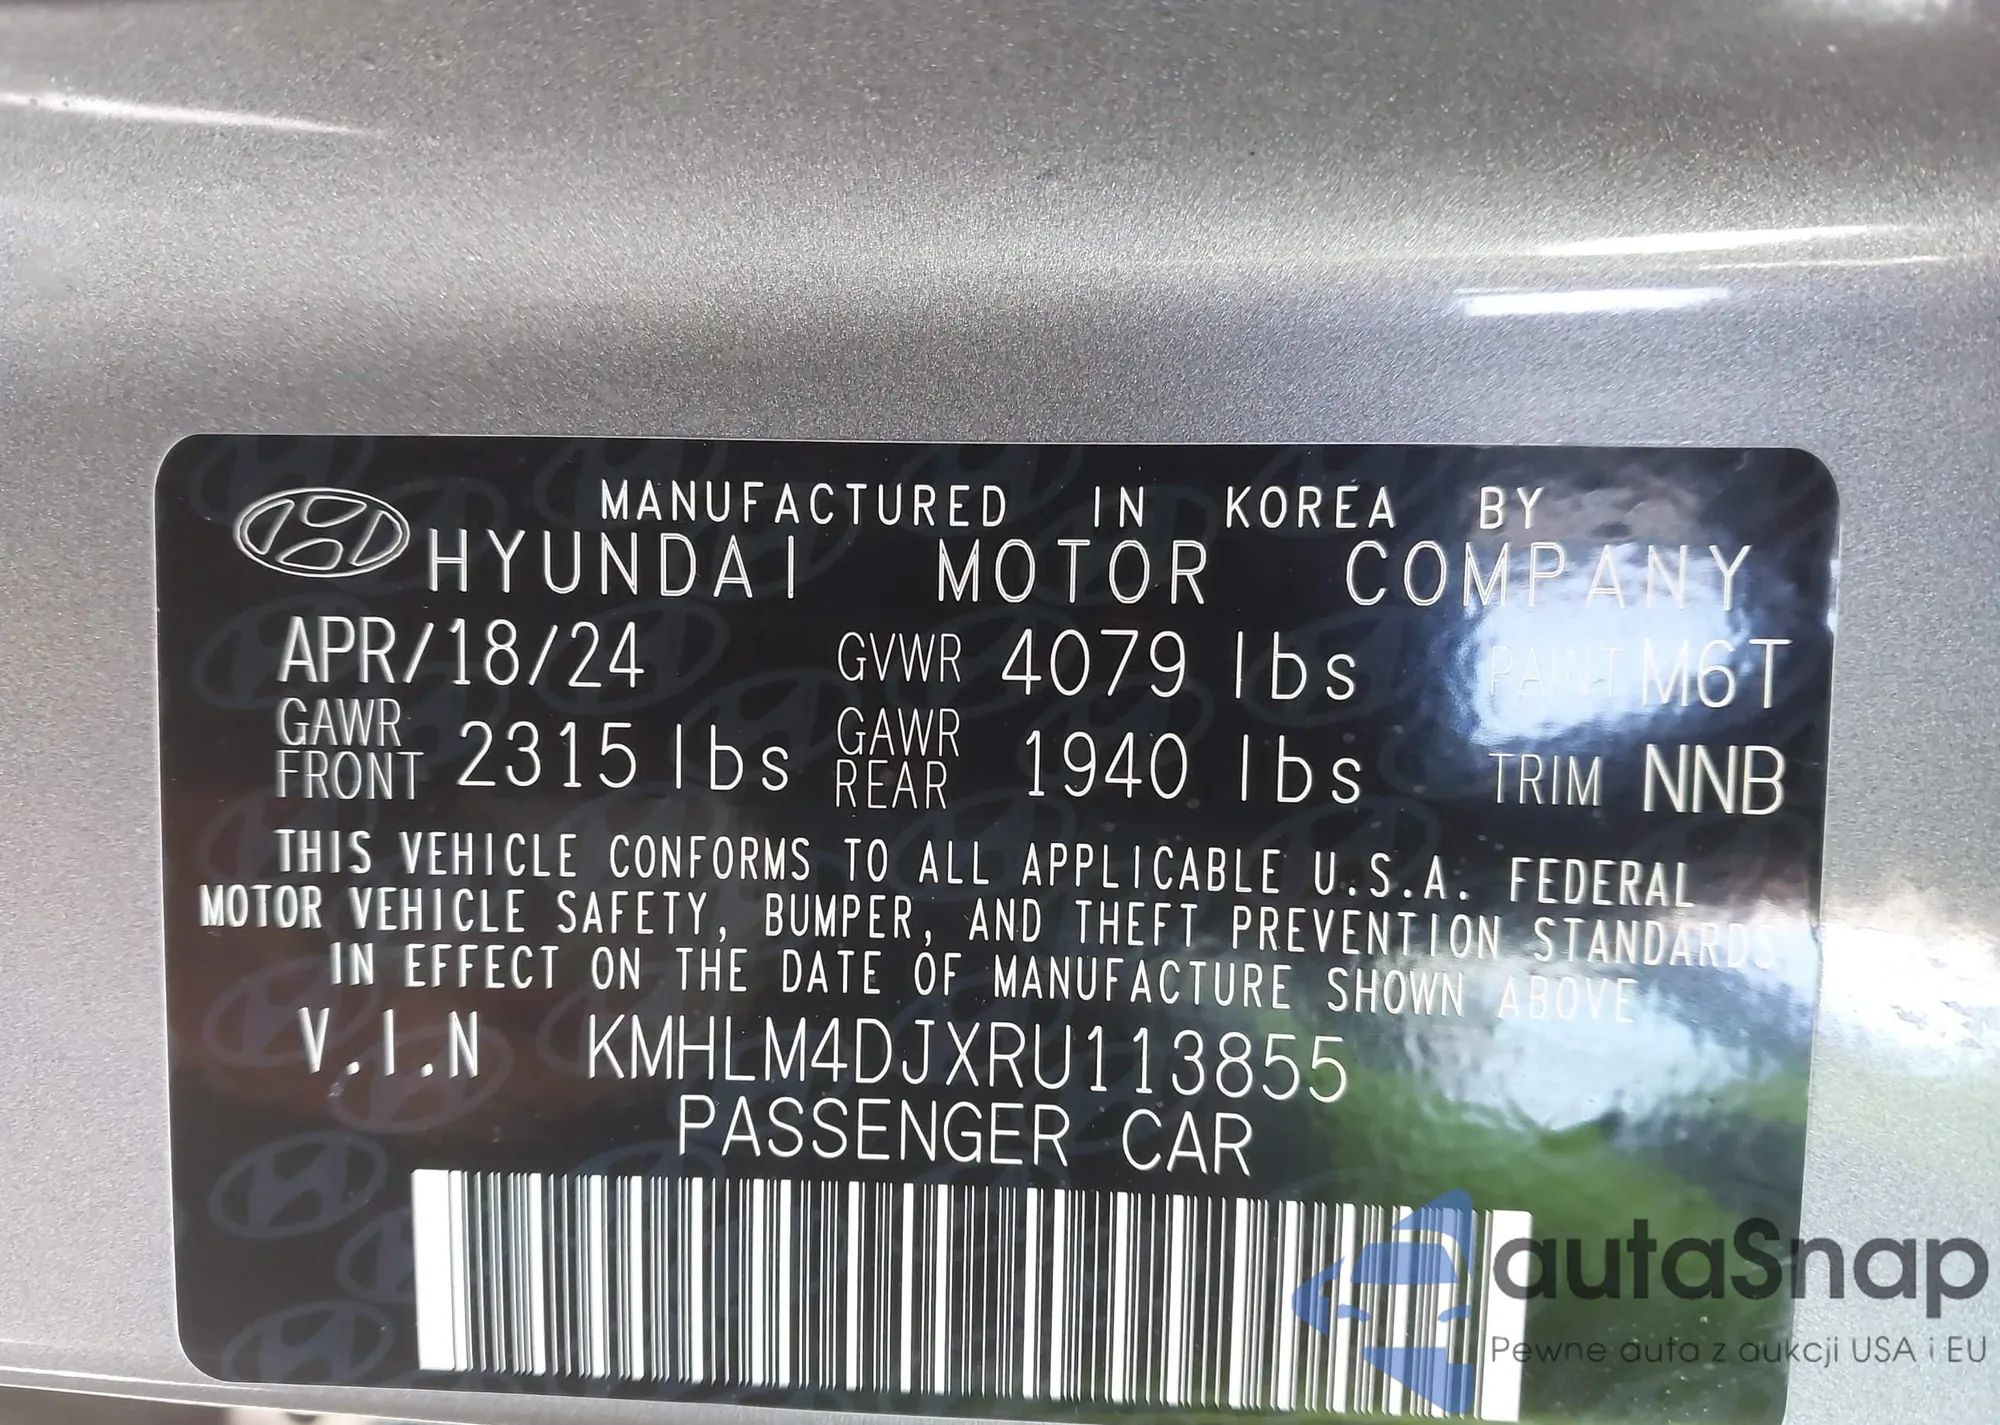 MANUFACTURED IN KOREA BY
HYUNDAI MOTOR COMPANY
APR/18/24 GVWR 4079 lbs PAINT M6T
GAWR FRONT 2315 lbs GAWR REAR 1940 lbs TRIM NNB
THIS VEHICLE CONFORMS TO ALL APPLICABLE U.S.A. FEDERAL
MOTOR VEHICLE SAFETY, BUMPER, AND THEFT PREVENTION STANDARDS
IN EFFECT ON THE DATE OF MANUFACTURE SHOWN ABOVE
V.I.N KMHLM4DJXRU113855
PASSENGER CAR
autaSnap
Pewne auta z aukcji USA i EU